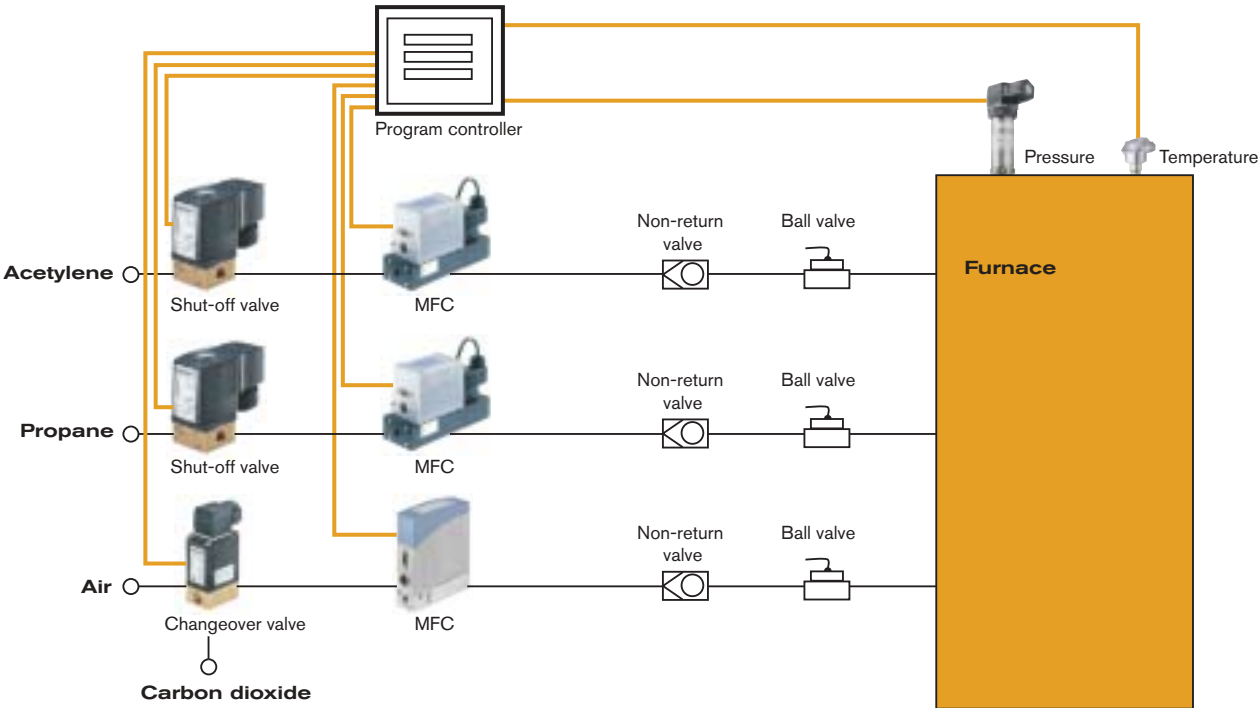 Program controller
Pressure
Temperature
Non-return
valve
Ball valve
Acetylene
Furnace
Shut-off valve
MFC
Non-return
valve
Ball valve
Propane
Shut-off valve
MFC
Non-return
valve
Ball valve
Air
Changeover valve
MFC
Carbon dioxide